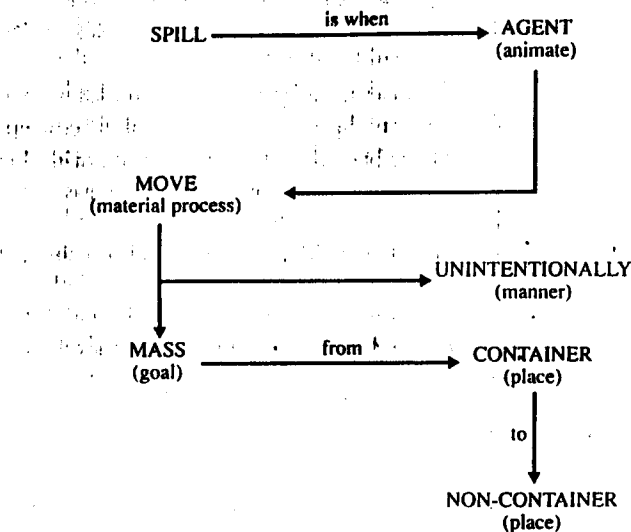 SPILL
is when
AGENT
(animate)
MOVE
(material process)
UNINTENTIONALLY
(manner)
MASS
(goal)
from
CONTAINER
(place)
to
NON-CONTAINER
(place)